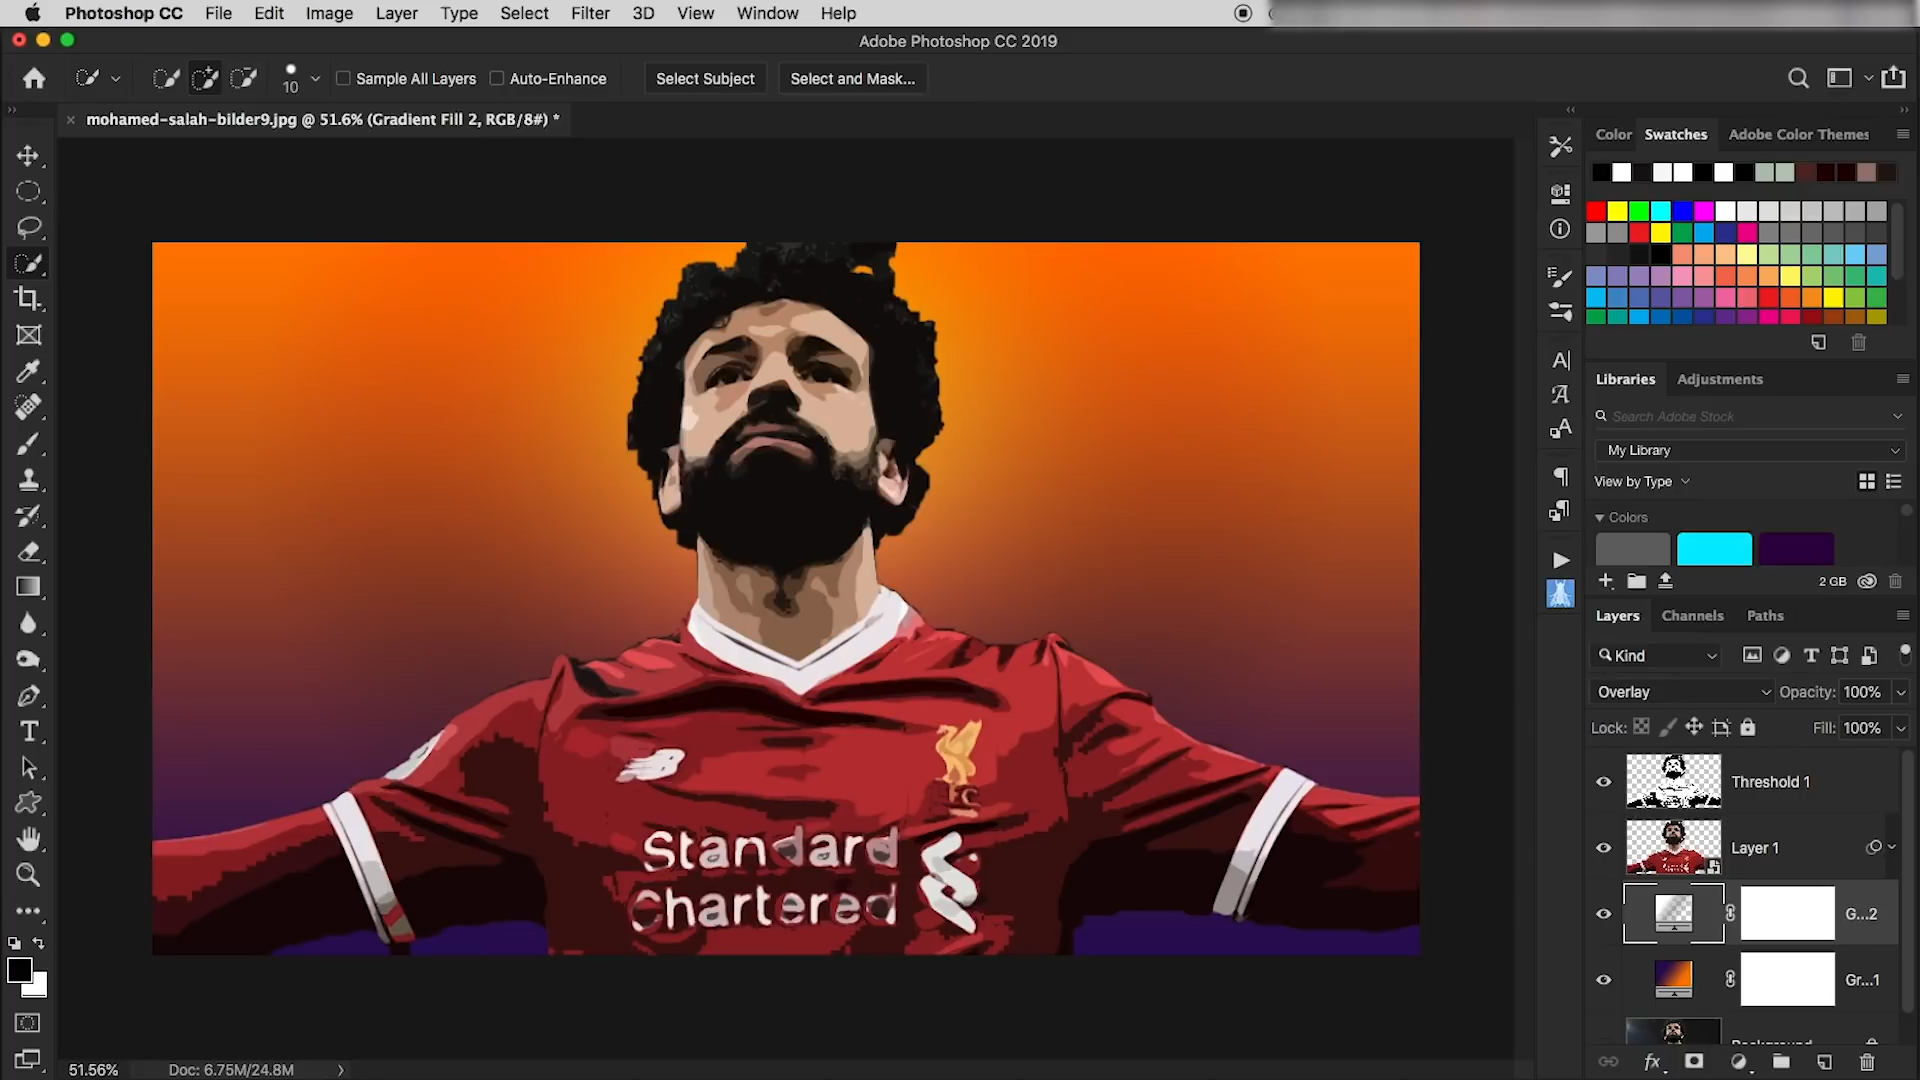 Photoshop CC File Edit Image Layer Type Select Filter 3D View Window Help
Adobe Photoshop CC 2019
10 Sample All Layers Auto-Enhance Select Subject Select and Mask...
mohamed-salah-bilder9.jpg @ 51.6% (Gradient Fill 2, RGB/8#) *
Color Swatches Adobe Color Themes
Libraries Adjustments
Search Adobe Stock
My Library
View by Type
Colors
2 GB
Layers Channels Paths
Kind
Overlay Opacity: 100%
Lock: Fill: 100%
Threshold 1
Layer 1
G...2
Gr...1
fx
Standard
Chartered
51.56% Doc: 6.75M/24.8M